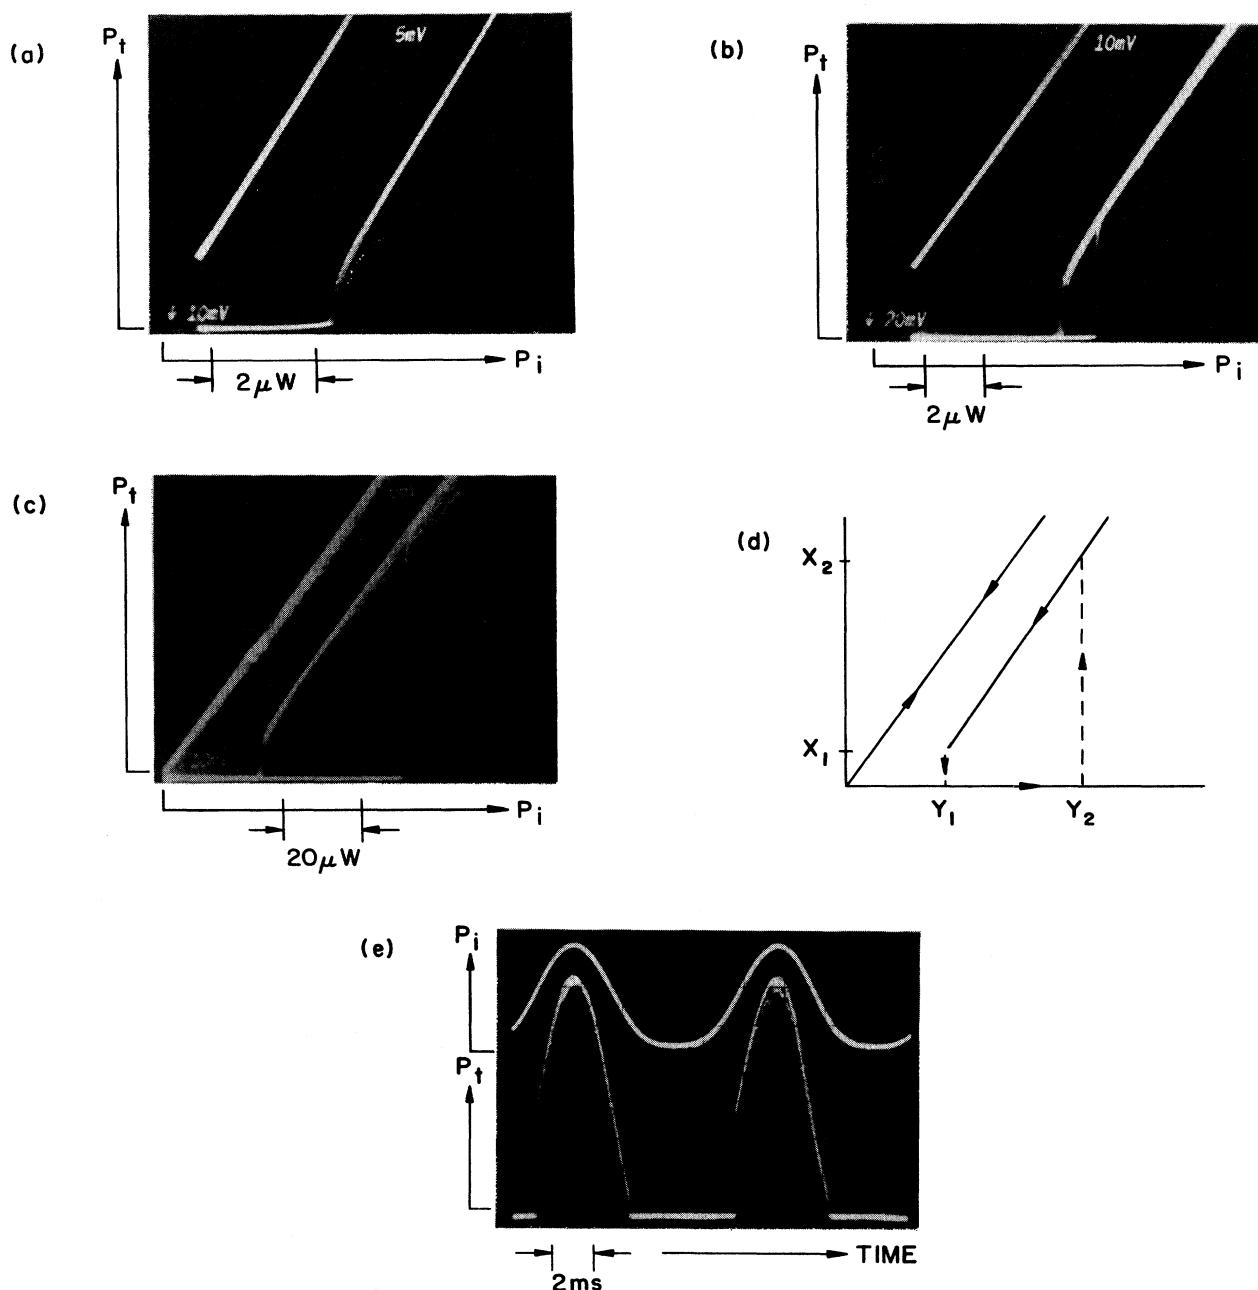 (a)
Pt
5mV
↓ 10mV
Pi
2μW
(b)
Pt
10mV
↓ 20mV
Pi
2μW
(c)
Pt
Pi
20μW
(d)
X2
X1
Y1
Y2
(e)
Pi
Pt
TIME
2ms